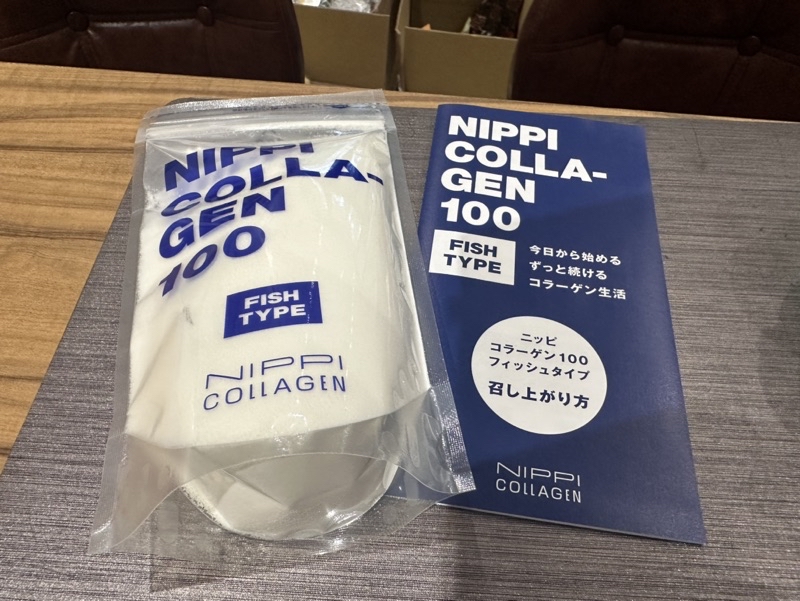 NIPPI
COLLA-
GEN
100
FISH
TYPE
NIPPI
COLLAGEN
NIPPI
COLLA-
GEN
100
FISH
TYPE
今日から始める
ずっと続ける
コラーゲン生活
ニッピ
コラーゲン100
フィッシュタイプ
召し上がり方
NIPPI
COLLAGEN